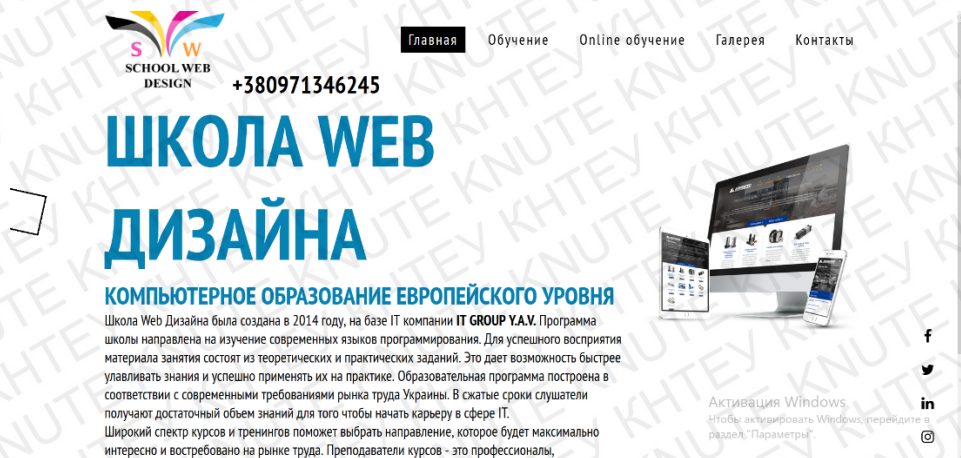 S W
SCHOOL WEB
DESIGN
+380971346245
Главная Обучение Online обучение Галерея Контакты
ШКОЛА WEB
ДИЗАЙНА
КОМПЬЮТЕРНОЕ ОБРАЗОВАНИЕ ЕВРОПЕЙСКОГО УРОВНЯ
Школа Web Дизайна была создана в 2014 году, на базе IT компании IT GROUP Y.A.V. Программа
школы направлена на изучение современных языков программирования. Для успешного восприятия
материала занятия состоят из теоретических и практических заданий. Это дает возможность быстрее
улавливать знания и успешно применять их на практике. Образовательная программа построена в
соответствии с современными требованиями рынка труда Украины. В сжатые сроки слушатели
получают достаточный объем знаний для того чтобы начать карьеру в сфере IT.
Широкий спектр курсов и тренингов поможет выбрать направление, которое будет максимально
интересно и востребовано на рынке труда. Преподаватели курсов - это профессионалы,
Активация Windows
Чтобы активировать Windows, перейдите в
раздел "Параметры".
KNUTE KHTEY